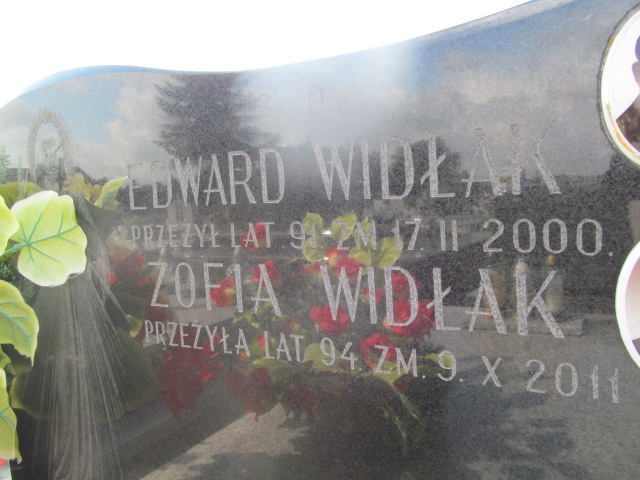 EDWARD WIDŁAK
PRZEŻYŁ LAT 91. ZM 17. II 2000.
ZOFIA WIDŁAK
PRZEŻYŁA LAT 94. ZM. 9. X 2011